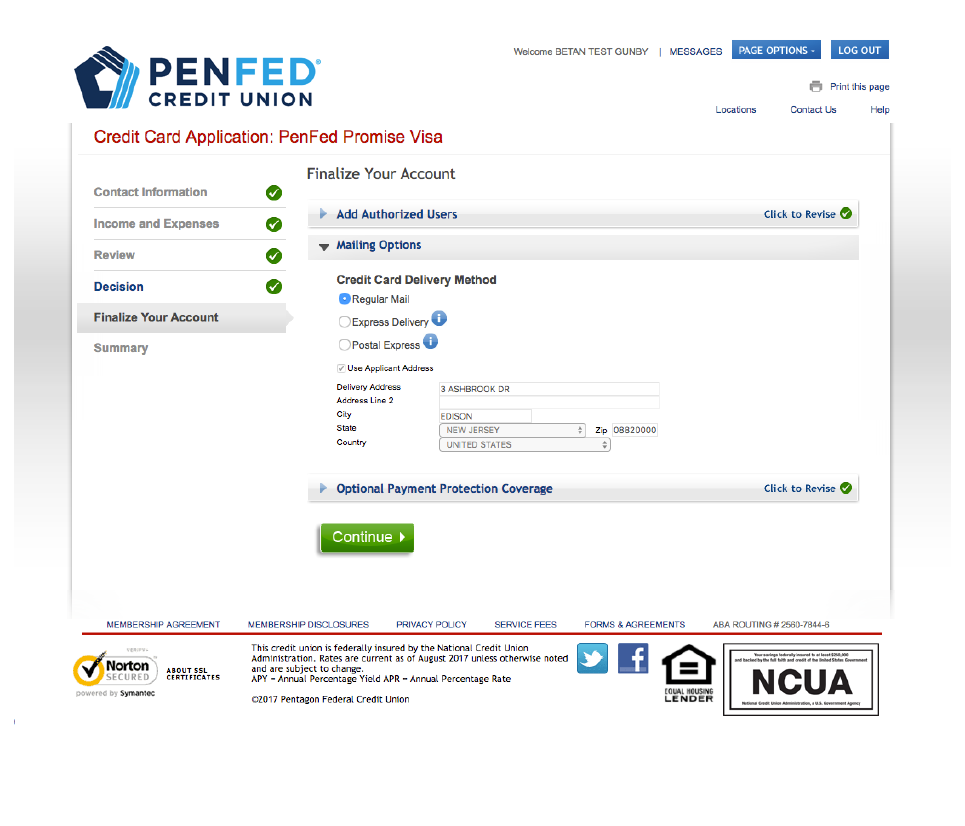 PENFED®
CREDIT UNION
Welcome BETAN TEST GUNBY | MESSAGES PAGE OPTIONS - LOG OUT
Print this page
Locations Contact Us Help
Credit Card Application: PenFed Promise Visa
Contact Information
Income and Expenses
Review
Decision
Finalize Your Account
Summary
Finalize Your Account
Add Authorized Users Click to Revise
Mailing Options
Credit Card Delivery Method
Regular Mail
Express Delivery i
Postal Express i
Use Applicant Address
Delivery Address 3 ASHBROOK DR
Address Line 2
City EDISON
State NEW JERSEY Zip 08820000
Country UNITED STATES
Optional Payment Protection Coverage Click to Revise
Continue
MEMBERSHIP AGREEMENT MEMBERSHIP DISCLOSURES PRIVACY POLICY SERVICE FEES FORMS & AGREEMENTS ABA ROUTING # 2560-7844-6
Norton
SECURED
powered by Symantec
ABOUT SSL
CERTIFICATES
This credit union is federally insured by the National Credit Union
Administration. Rates are current as of August 2017 unless otherwise noted
and are subject to change.
APY = Annual Percentage Yield APR = Annual Percentage Rate
©2017 Pentagon Federal Credit Union
f
EQUAL HOUSING
LENDER
Your savings federally insured to at least $250,000
and backed by the full faith and credit of the United States Government
NCUA
National Credit Union Administration, a U.S. Government Agency